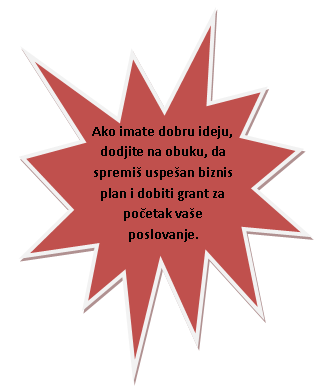 Ako imate dobru ideju,
dodjite na obuku, da
spremiš uspešan biznis
plan i dobiti grant za
početak vaše
poslovanje.